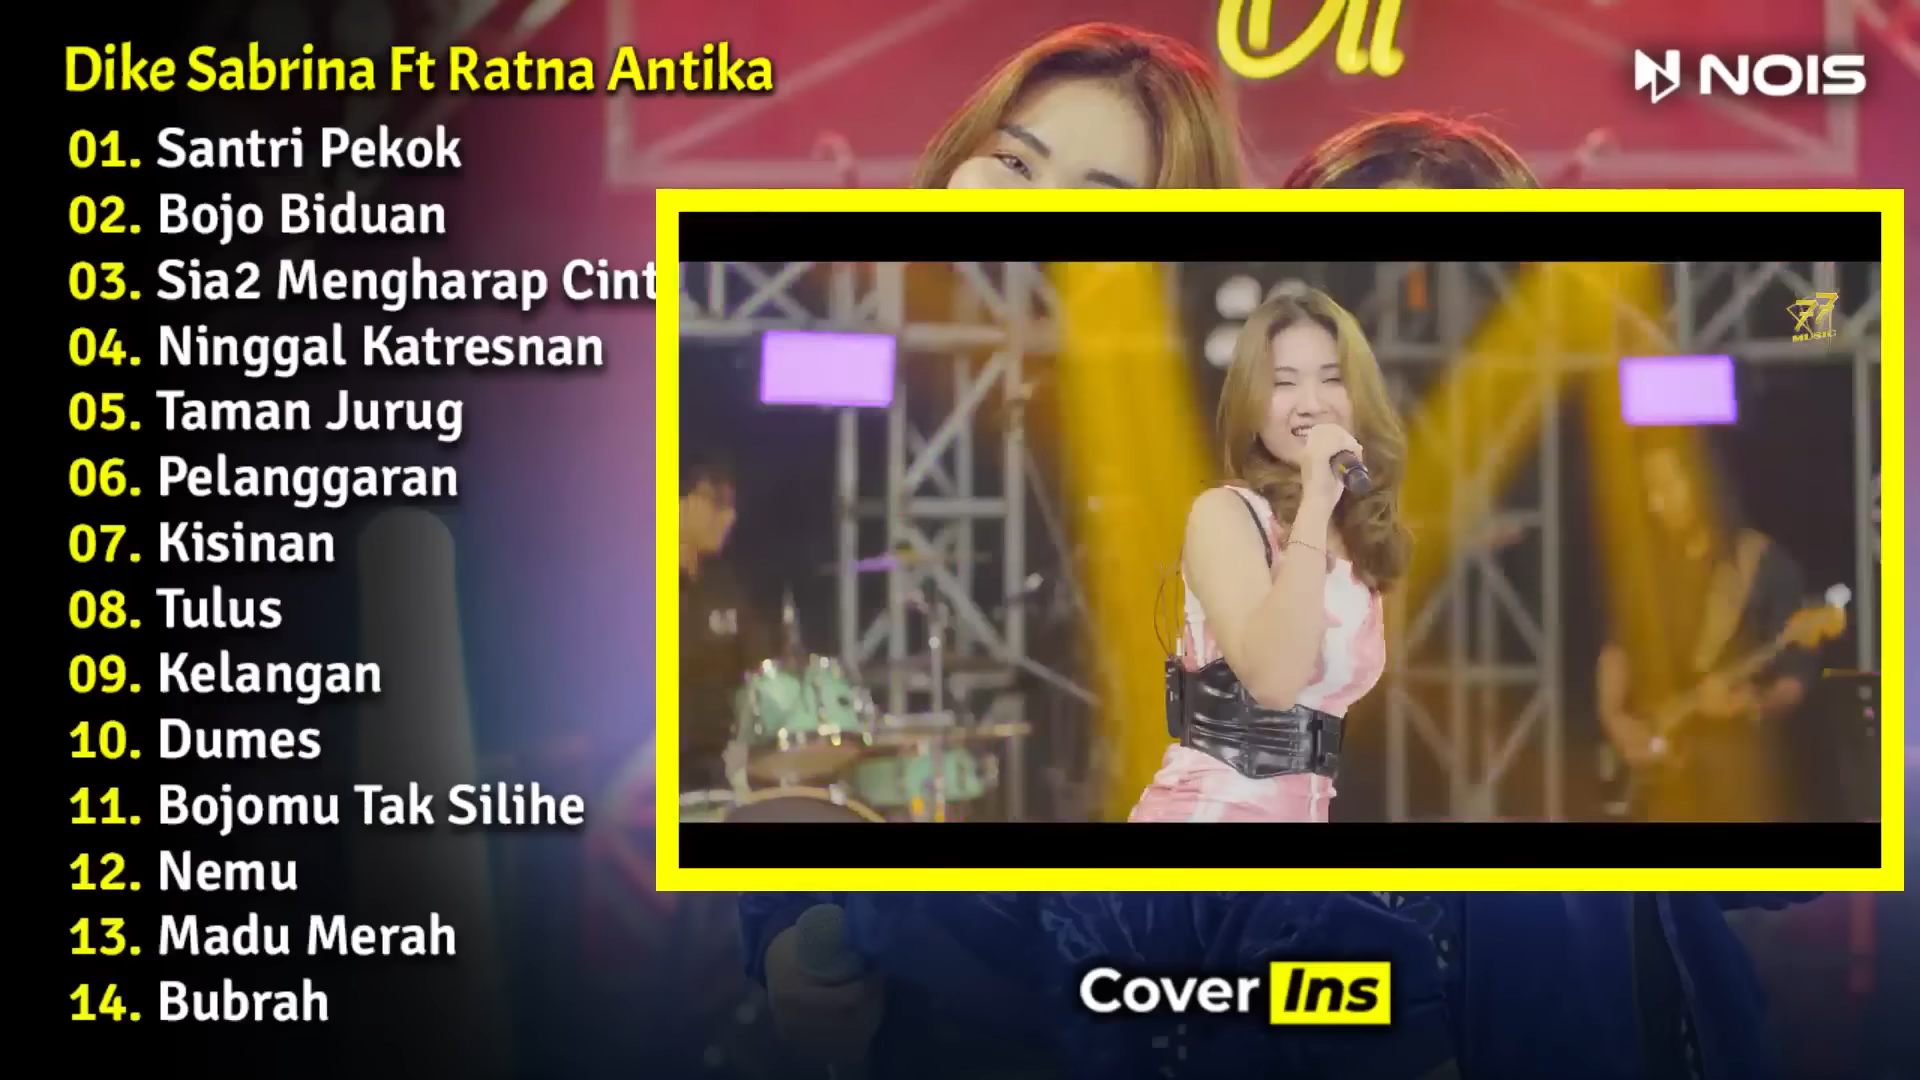 Dike Sabrina Ft Ratna Antika
01. Santri Pekok
02. Bojo Biduan
03. Sia2 Mengharap Cint
04. Ninggal Katresnan
05. Taman Jurug
06. Pelanggaran
07. Kisinan
08. Tulus
09. Kelangan
10. Dumes
11. Bojomu Tak Silihe
12. Nemu
13. Madu Merah
14. Bubrah
NOIS
77
MUSIC
Cover Ins